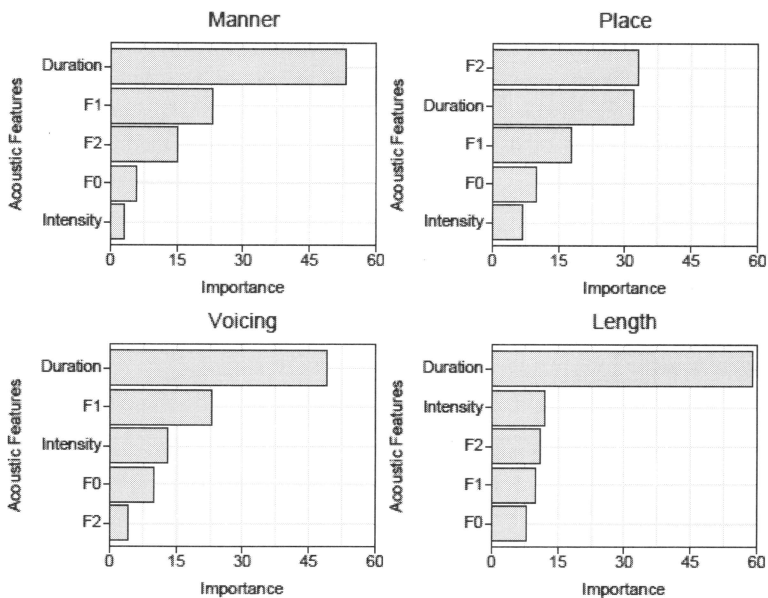 Manner
Acoustic Features
Duration
F1
F2
F0
Intensity
0 15 30 45 60
Importance
Place
Acoustic Features
F2
Duration
F1
F0
Intensity
0 15 30 45 60
Importance
Voicing
Acoustic Features
Duration
F1
Intensity
F0
F2
0 15 30 45 60
Importance
Length
Acoustic Features
Duration
Intensity
F2
F1
F0
0 15 30 45 60
Importance